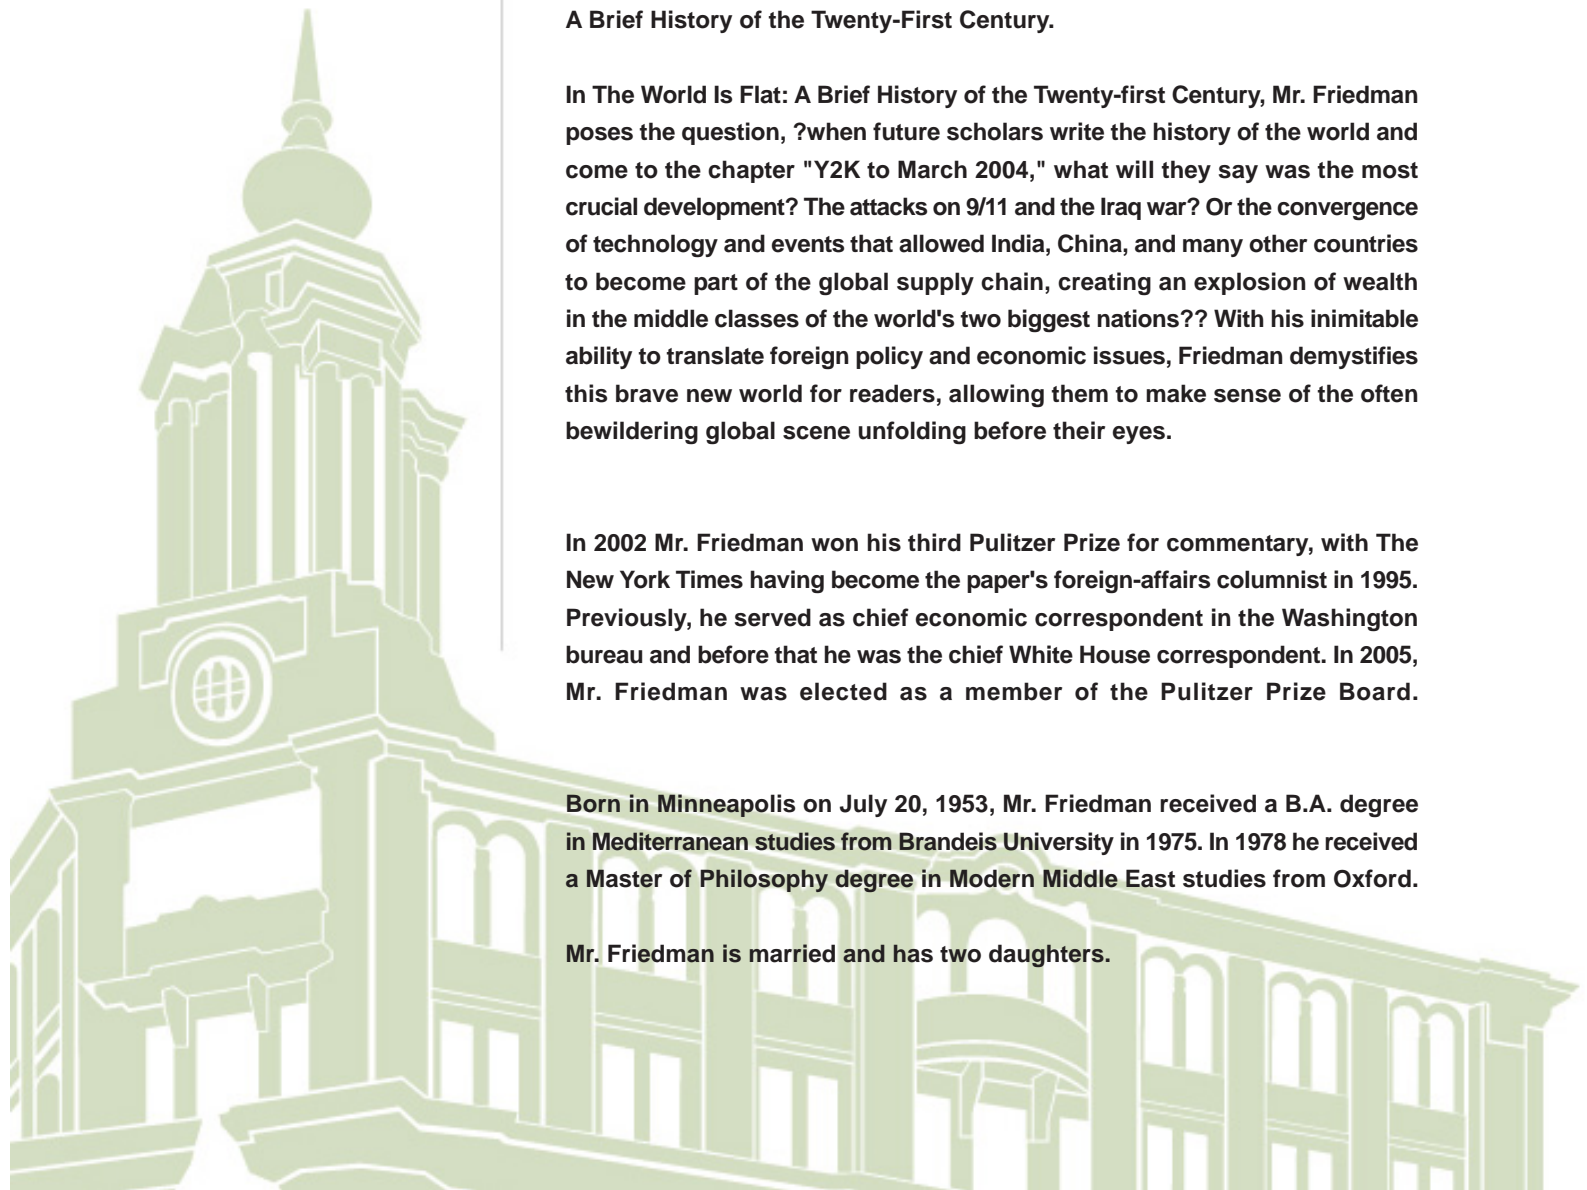 A Brief History of the Twenty-First Century.
In The World Is Flat: A Brief History of the Twenty-first Century, Mr. Friedman
poses the question, ?when future scholars write the history of the world and
come to the chapter "Y2K to March 2004," what will they say was the most
crucial development? The attacks on 9/11 and the Iraq war? Or the convergence
of technology and events that allowed India, China, and many other countries
to become part of the global supply chain, creating an explosion of wealth
in the middle classes of the world's two biggest nations?? With his inimitable
ability to translate foreign policy and economic issues, Friedman demystifies
this brave new world for readers, allowing them to make sense of the often
bewildering global scene unfolding before their eyes.
In 2002 Mr. Friedman won his third Pulitzer Prize for commentary, with The
New York Times having become the paper's foreign-affairs columnist in 1995.
Previously, he served as chief economic correspondent in the Washington
bureau and before that he was the chief White House correspondent. In 2005,
Mr. Friedman was elected as a member of the Pulitzer Prize Board.
Born in Minneapolis on July 20, 1953, Mr. Friedman received a B.A. degree
in Mediterranean studies from Brandeis University in 1975. In 1978 he received
a Master of Philosophy degree in Modern Middle East studies from Oxford.
Mr. Friedman is married and has two daughters.